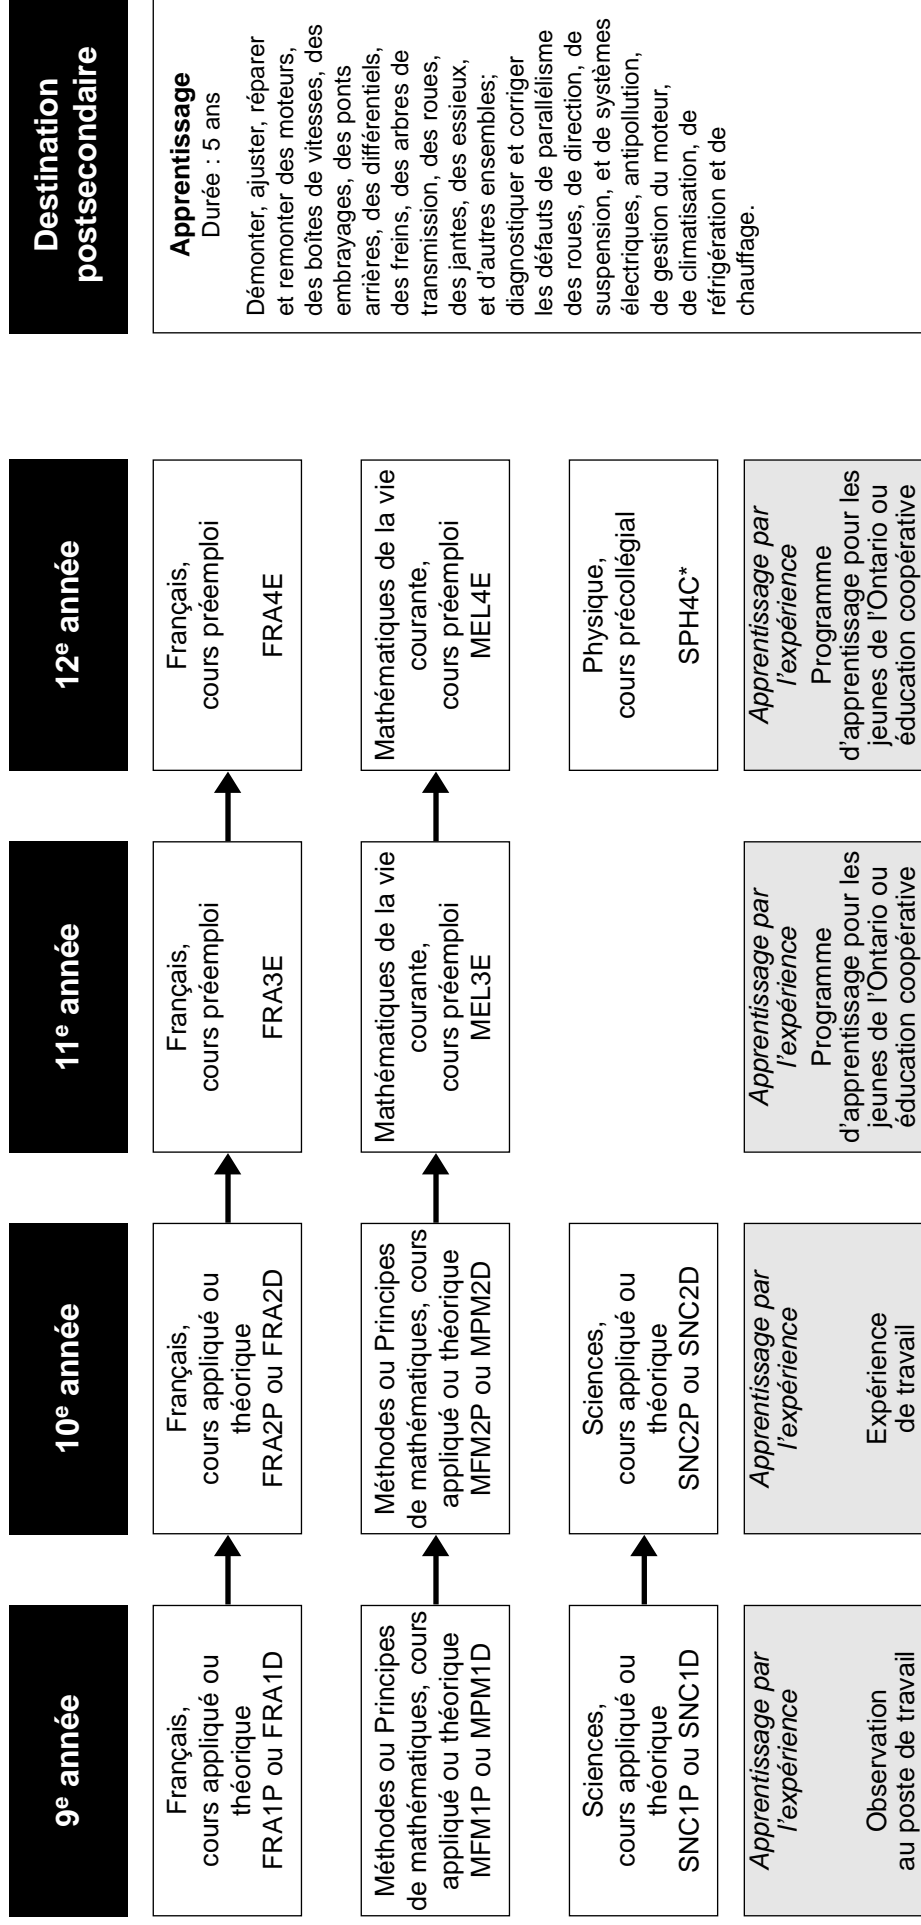 9e année
10e année
11e année
12e année
Destination
postsecondaire
Français,
cours appliqué ou
théorique
FRA1P ou FRA1D
Français,
cours appliqué ou
théorique
FRA2P ou FRA2D
Français,
cours préemploi
FRA3E
Français,
cours préemploi
FRA4E
Apprentissage
Durée : 5 ans
Démonter, ajuster, réparer
et remonter des moteurs,
des boîtes de vitesses, des
embrayages, des ponts
arrières, des différentiels,
des freins, des arbres de
transmission, des roues,
des jantes, des essieux,
et d'autres ensembles;
diagnostiquer et corriger
les défauts de parallélisme
des roues, de direction, de
suspension, et de systèmes
électriques, antipollution,
de gestion du moteur,
de climatisation, de
réfrigération et de
chauffage.
Méthodes ou Principes
de mathématiques, cours
appliqué ou théorique
MFM1P ou MPM1D
Méthodes ou Principes
de mathématiques, cours
appliqué ou théorique
MFM2P ou MPM2D
Mathématiques de la vie
courante,
cours préemploi
MEL3E
Mathématiques de la vie
courante,
cours préemploi
MEL4E
Sciences,
cours appliqué ou
théorique
SNC1P ou SNC1D
Sciences,
cours appliqué ou
théorique
SNC2P ou SNC2D
Physique,
cours précollégial
SPH4C*
Apprentissage par
l'expérience
Observation
au poste de travail
Apprentissage par
l'expérience
Expérience
de travail
Apprentissage par
l'expérience
Programme
d'apprentissage pour les
jeunes de l'Ontario ou
éducation coopérative
Apprentissage par
l'expérience
Programme
d'apprentissage pour les
jeunes de l'Ontario ou
éducation coopérative